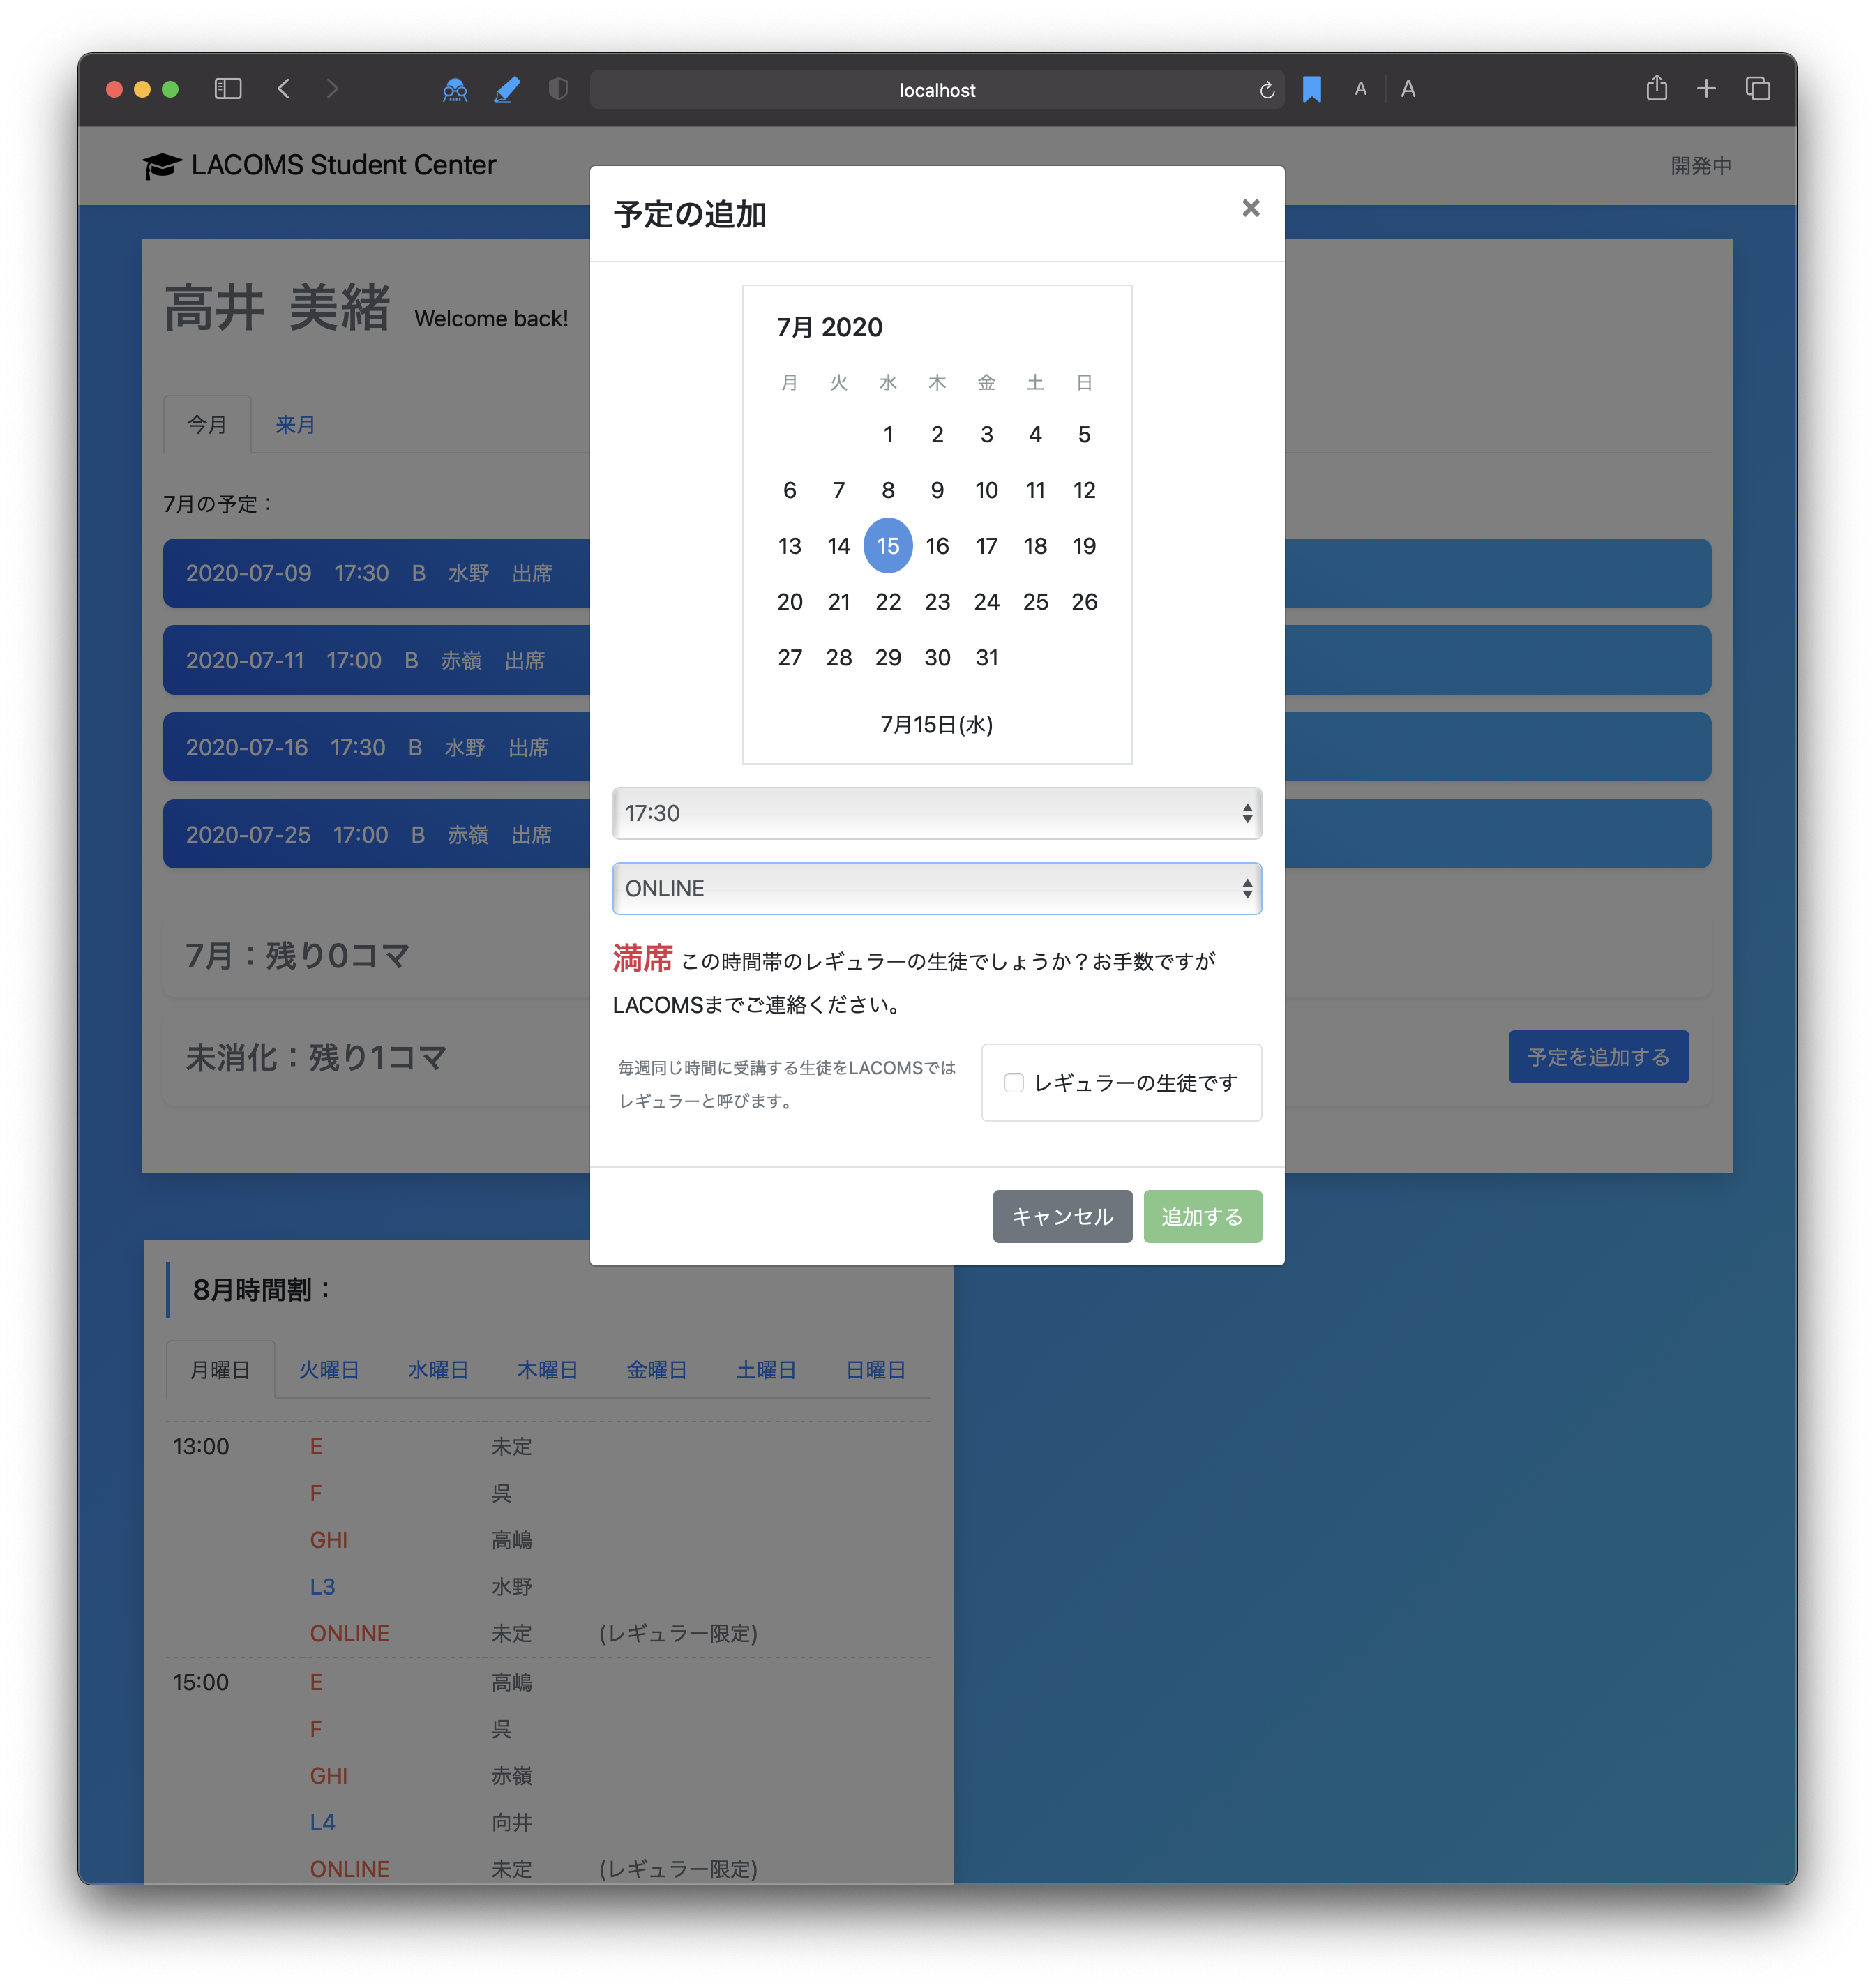 localhost
A A
LACOMS Student Center
開発中
高井 美緒 Welcome back!
今月 来月
7月の予定：
2020-07-09 17:30 B 水野 出席
2020-07-11 17:00 B 赤嶺 出席
2020-07-16 17:30 B 水野 出席
2020-07-25 17:00 B 赤嶺 出席
7月：残り0コマ
未消化：残り1コマ
予定を追加する
予定の追加
7月 2020
月 火 水 木 金 土 日
1 2 3 4 5
6 7 8 9 10 11 12
13 14 15 16 17 18 19
20 21 22 23 24 25 26
27 28 29 30 31
7月15日(水)
17:30
ONLINE
満席 この時間帯のレギュラーの生徒でしょうか？お手数ですが
LACOMSまでご連絡ください。
毎週同じ時間に受講する生徒をLACOMSでは
レギュラーと呼びます。
レギュラーの生徒です
キャンセル 追加する
8月時間割：
月曜日 火曜日 水曜日 木曜日 金曜日 土曜日 日曜日
13:00 E 未定
F 呉
GHI 高嶋
L3 水野
ONLINE 未定 (レギュラー限定)
15:00 E 高嶋
F 呉
GHI 赤嶺
L4 向井
ONLINE 未定 (レギュラー限定)